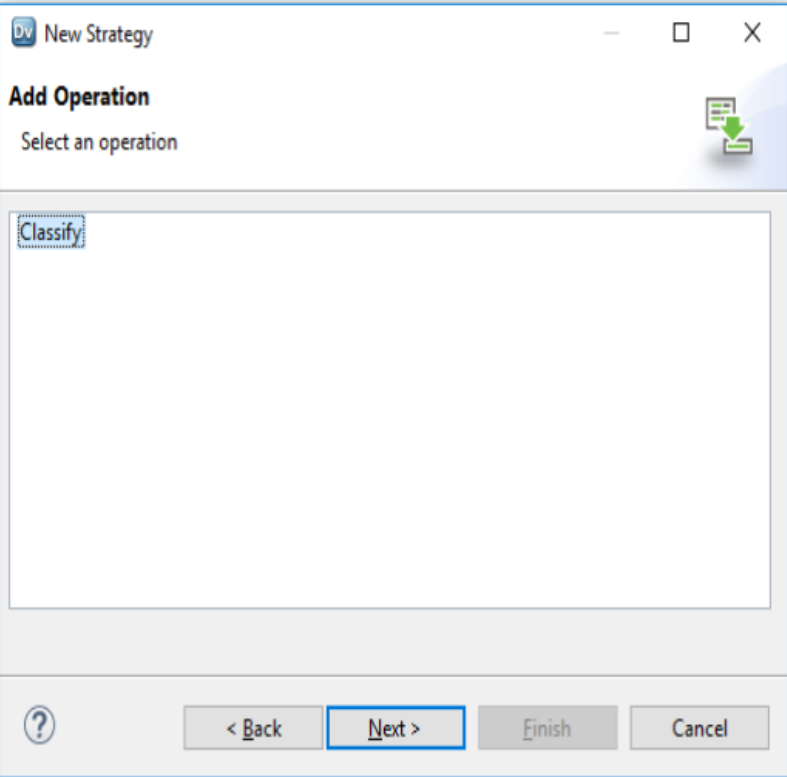 Dv New Strategy
Add Operation
Select an operation
Classify
? < Back Next > Finish Cancel